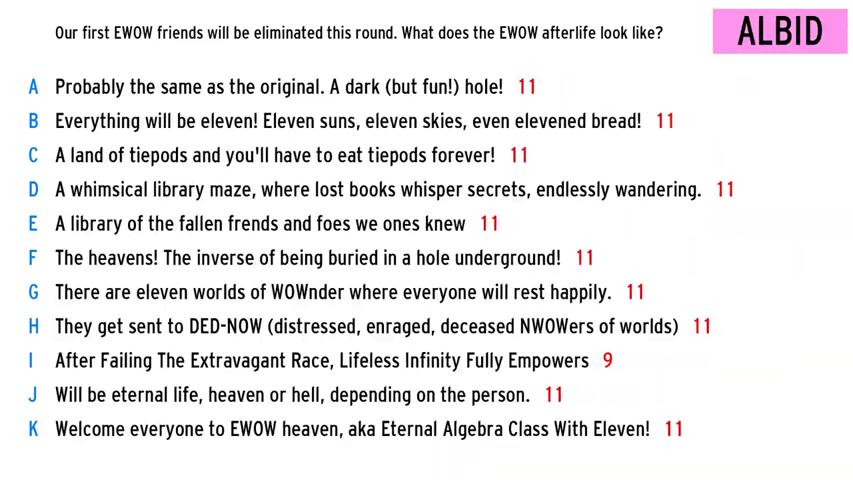 Our first EWOW friends will be eliminated this round. What does the EWOW afterlife look like?
ALBID
A Probably the same as the original. A dark (but fun!) hole! 11
B Everything will be eleven! Eleven suns, eleven skies, even elevened bread! 11
C A land of tiepods and you'll have to eat tiepods forever! 11
D A whimsical library maze, where lost books whisper secrets, endlessly wandering. 11
E A library of the fallen frends and foes we ones knew 11
F The heavens! The inverse of being buried in a hole underground! 11
G There are eleven worlds of WOWnder where everyone will rest happily. 11
H They get sent to DED-NOW (distressed, enraged, deceased NWOWers of worlds) 11
I After Failing The Extravagant Race, Lifeless Infinity Fully Empowers 9
J Will be eternal life, heaven or hell, depending on the person. 11
K Welcome everyone to EWOW heaven, aka Eternal Algebra Class With Eleven! 11